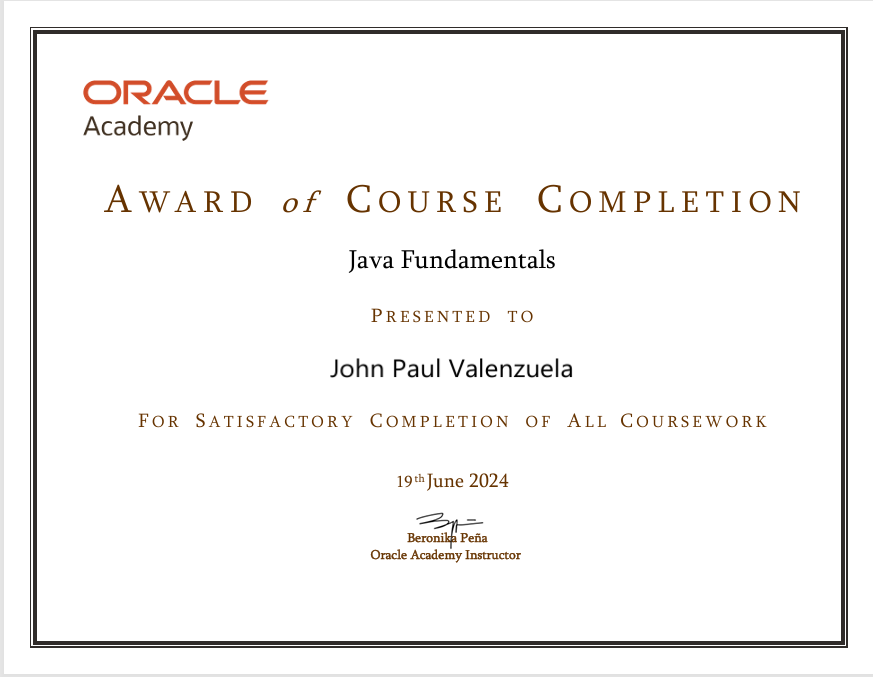 ORACLE
Academy
AWARD of COURSE COMPLETION
Java Fundamentals
PRESENTED TO
John Paul Valenzuela
FOR SATISFACTORY COMPLETION OF ALL COURSEWORK
19th June 2024
Beronika Peña
Oracle Academy Instructor